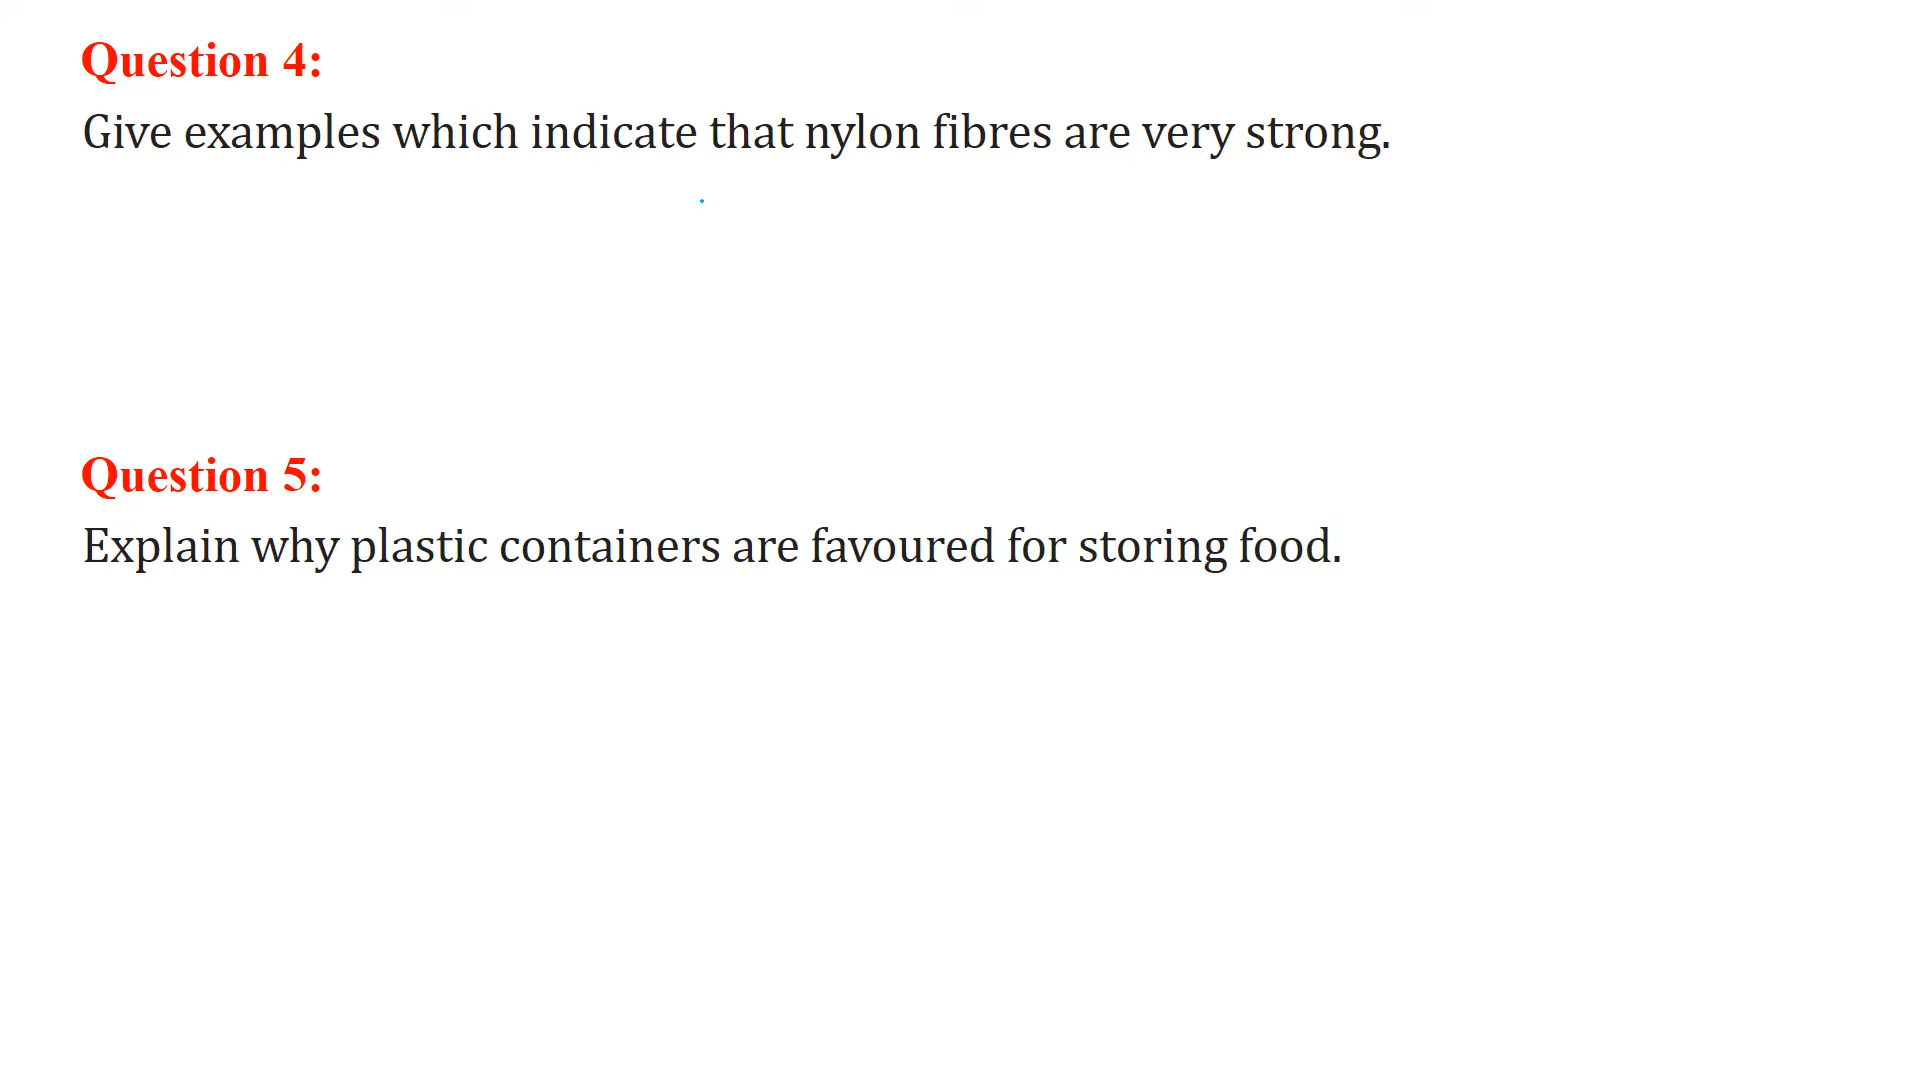 Question 4:
Give examples which indicate that nylon fibres are very strong.
Question 5:
Explain why plastic containers are favoured for storing food.